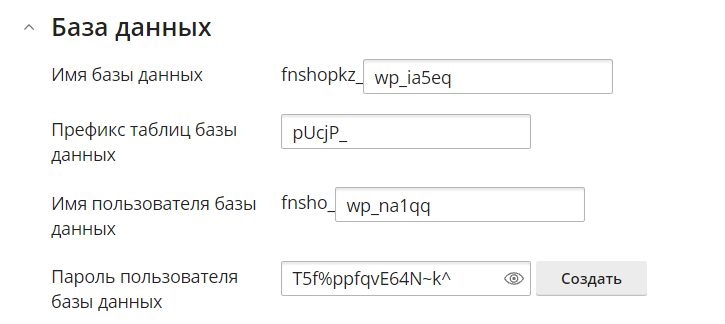 База данных
Имя базы данных
fnshopkz_ wp_ia5eq
Префикс таблиц базы
данных
pUcjP_
Имя пользователя базы
данных
fnsho_ wp_na1qq
Пароль пользователя
базы данных
T5f%ppfqvE64N~k^ Создать